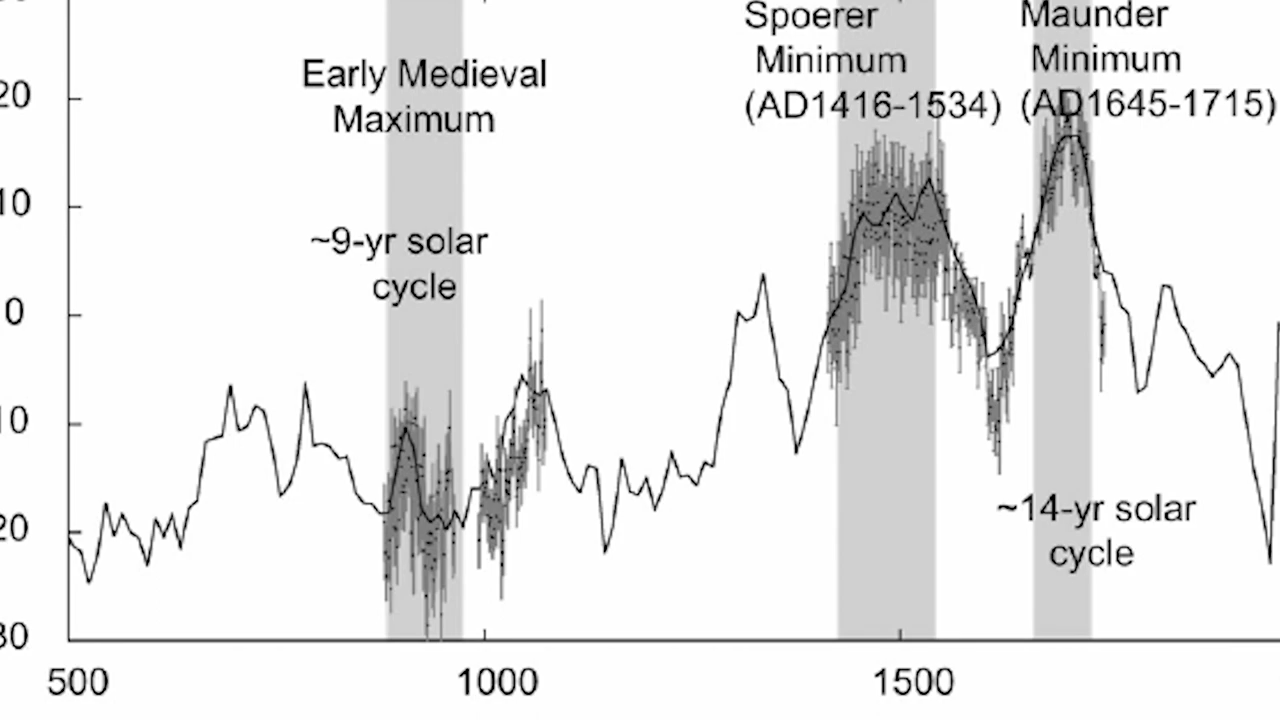 Spoerer
Minimum
(AD1416-1534)
Maunder
Minimum
(AD1645-1715)
Early Medieval
Maximum
~9-yr solar
cycle
~14-yr solar
cycle
20
10
0
10
20
30
500
1000
1500